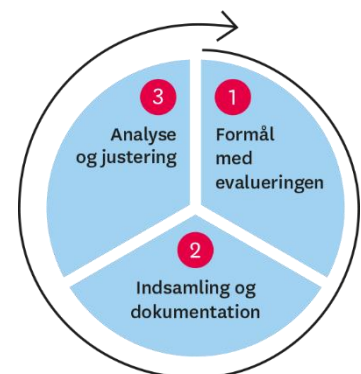 1
Formål
med
evalueringen
2
Indsamling og
dokumentation
3
Analyse
og justering